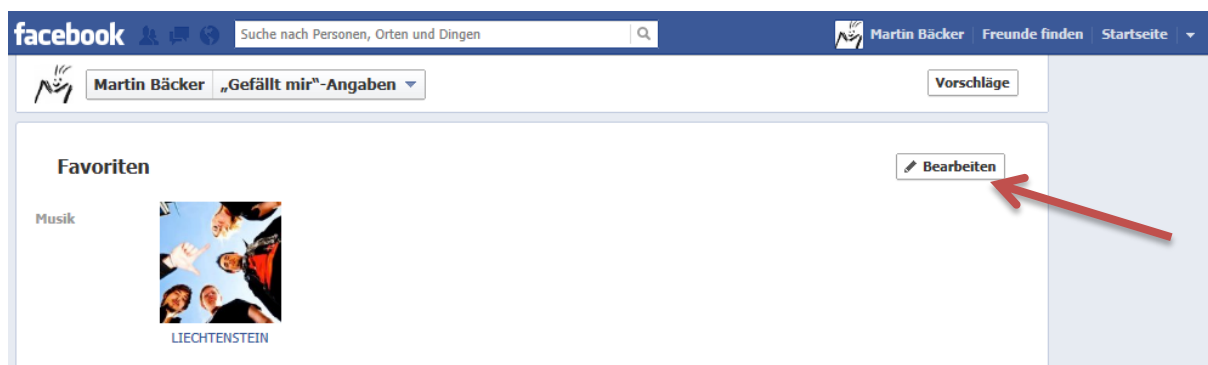 facebook Suche nach Personen, Orten und Dingen Martin Bäcker Freunde finden Startseite
Martin Bäcker „Gefällt mir“-Angaben Vorschläge
Favoriten Bearbeiten
Musik
LIECHTENSTEIN